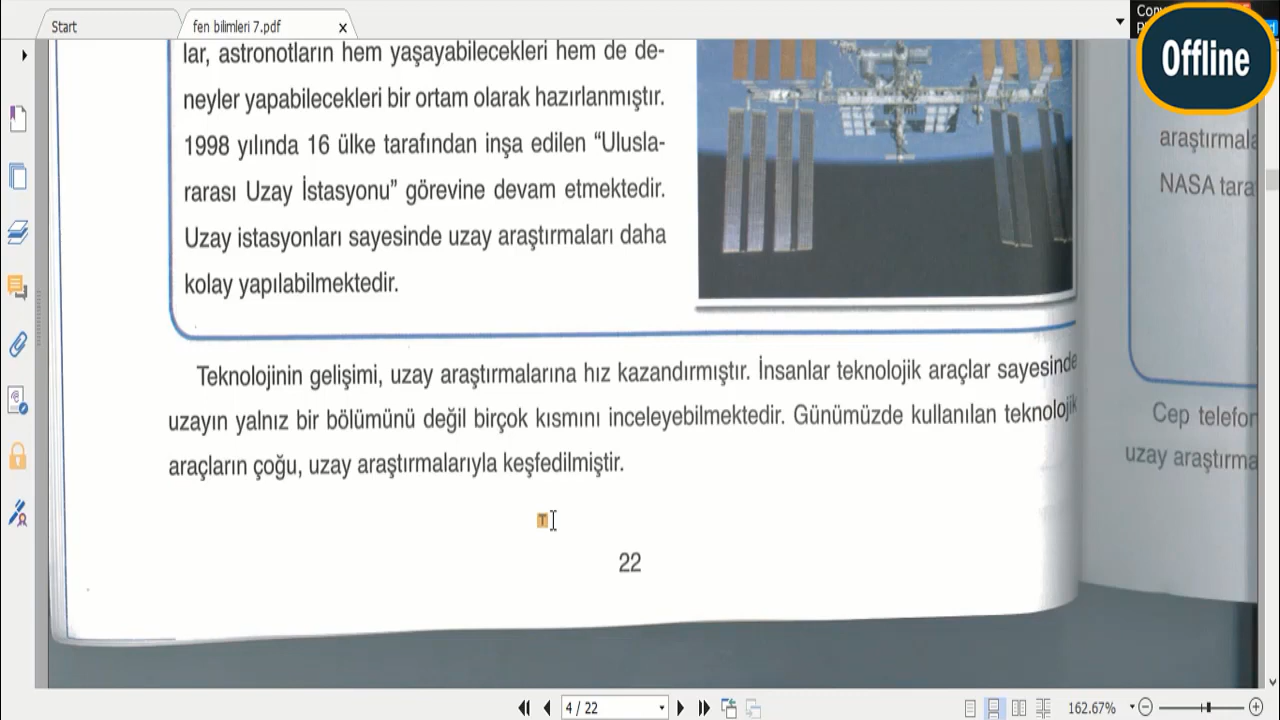 Start
fen bilimleri 7.pdf
Offline
lar, astronotların hem yaşayabilecekleri hem de de-
neyler yapabilecekleri bir ortam olarak hazırlanmıştır.
1998 yılında 16 ülke tarafından inşa edilen “Ulusla-
rarası Uzay İstasyonu” görevine devam etmektedir.
Uzay istasyonları sayesinde uzay araştırmaları daha
kolay yapılabilmektedir.
Teknolojinin gelişimi, uzay araştırmalarına hız kazandırmıştır. İnsanlar teknolojik araçlar sayesinde
uzayın yalnız bir bölümünü değil birçok kısmını inceleyebilmektedir. Günümüzde kullanılan teknolojik
araçların çoğu, uzay araştırmalarıyla keşfedilmiştir.
T
22
araştırmala
NASA tara
Cep telefon
uzay araştırma
4 / 22
162.67%